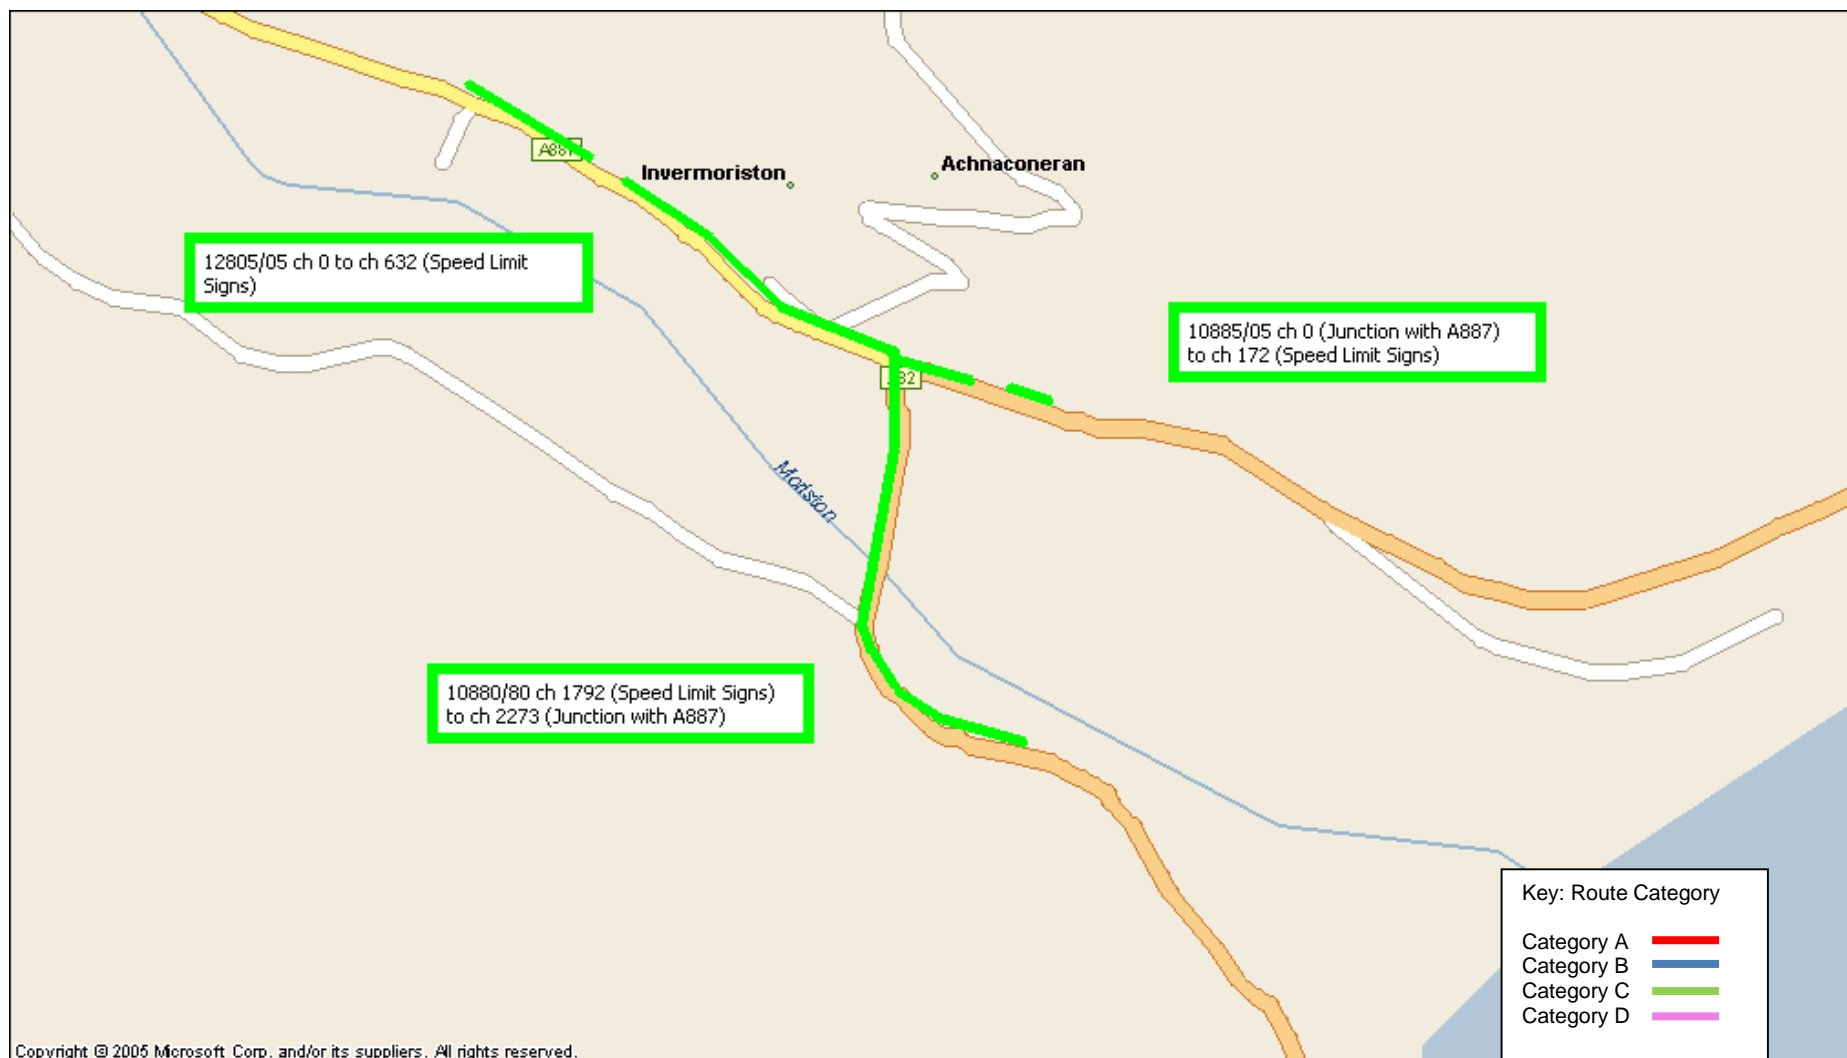 A887
Invermoriston
Achnaconeran
12805/05 ch 0 to ch 632 (Speed Limit
Signs)
10885/05 ch 0 (Junction with A887)
to ch 172 (Speed Limit Signs)
A82
Moriston
10880/80 ch 1792 (Speed Limit Signs)
to ch 2273 (Junction with A887)
Key: Route Category
Category A
Category B
Category C
Category D
Copyright © 2005 Microsoft Corp. and/or its suppliers. All rights reserved.